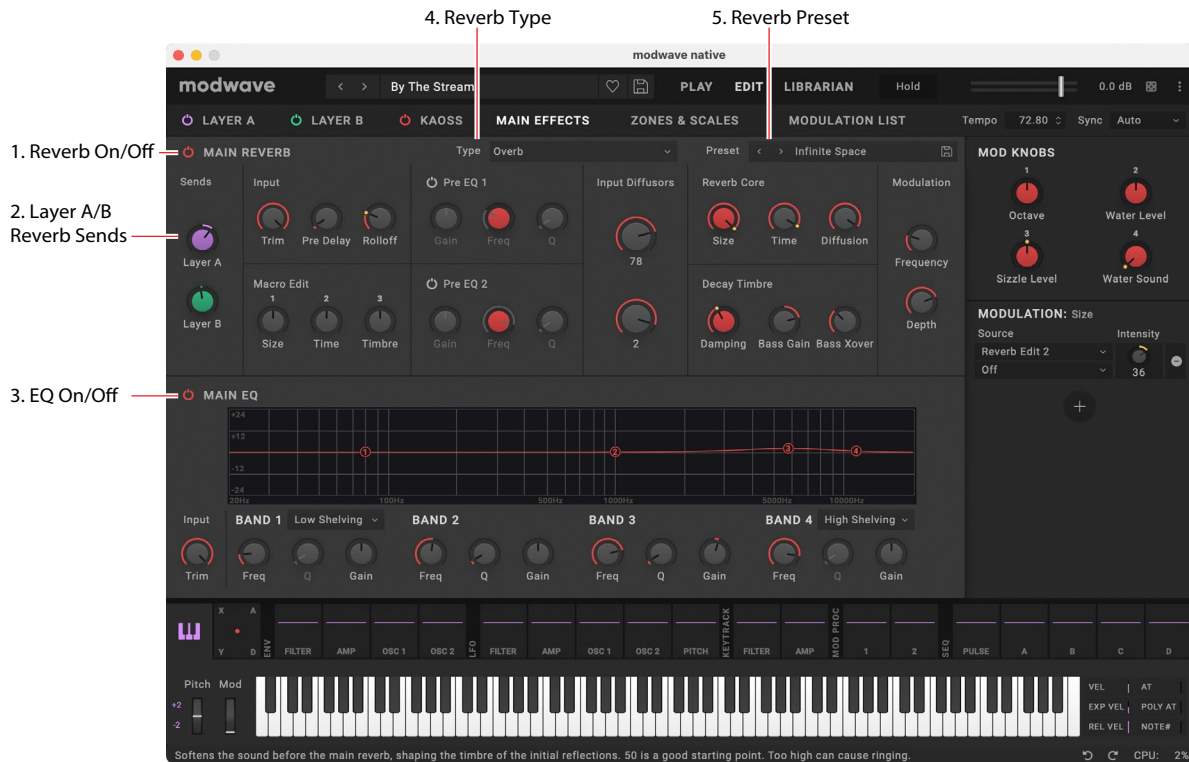 4. Reverb Type 5. Reverb Preset
modwave native
modwave By The Stream PLAY EDIT LIBRARIAN Hold 0.0 dB
LAYER A LAYER B KAOSS MAIN EFFECTS ZONES & SCALES MODULATION LIST Tempo 72.80 Sync Auto
1. Reverb On/Off MAIN REVERB Type Overb Preset Infinite Space MOD KNOBS
Sends Input Pre EQ 1 Input Diffusors Reverb Core Modulation 1 2
Octave Water Level
2. Layer A/B
Reverb Sends
Trim Pre Delay Rolloff Gain Freq Q Size Time Diffusion
3 4
Layer A 78 Frequency
Sizzle Level Water Sound
Macro Edit Pre EQ 2 Decay Timbre
1 2 3
MODULATION: Size
Layer B Depth
Source Intensity
Size Time Timbre Gain Freq Q 2 Damping Bass Gain Bass Xover
Reverb Edit 2
Off 36
3. EQ On/Off MAIN EQ
+24
+12
1 2 3 4
-12
-24
20Hz 100Hz 500Hz 1000Hz 5000Hz 10000Hz
Input BAND 1 Low Shelving BAND 2 BAND 3 BAND 4 High Shelving
Trim Freq Q Gain Freq Q Gain Freq Q Gain Freq Q Gain
X A
Y D ENV FILTER AMP OSC 1 OSC 2 LFO FILTER AMP OSC 1 OSC 2 PITCH KEYTRACK FILTER AMP MOD PROC 1 2 SEQ PULSE A B C D
Pitch Mod VEL AT
+2 EXP VEL POLY AT
-2 REL VEL NOTE#
Softens the sound before the main reverb, shaping the timbre of the initial reflections. 50 is a good starting point. Too high can cause ringing. CPU: 2%